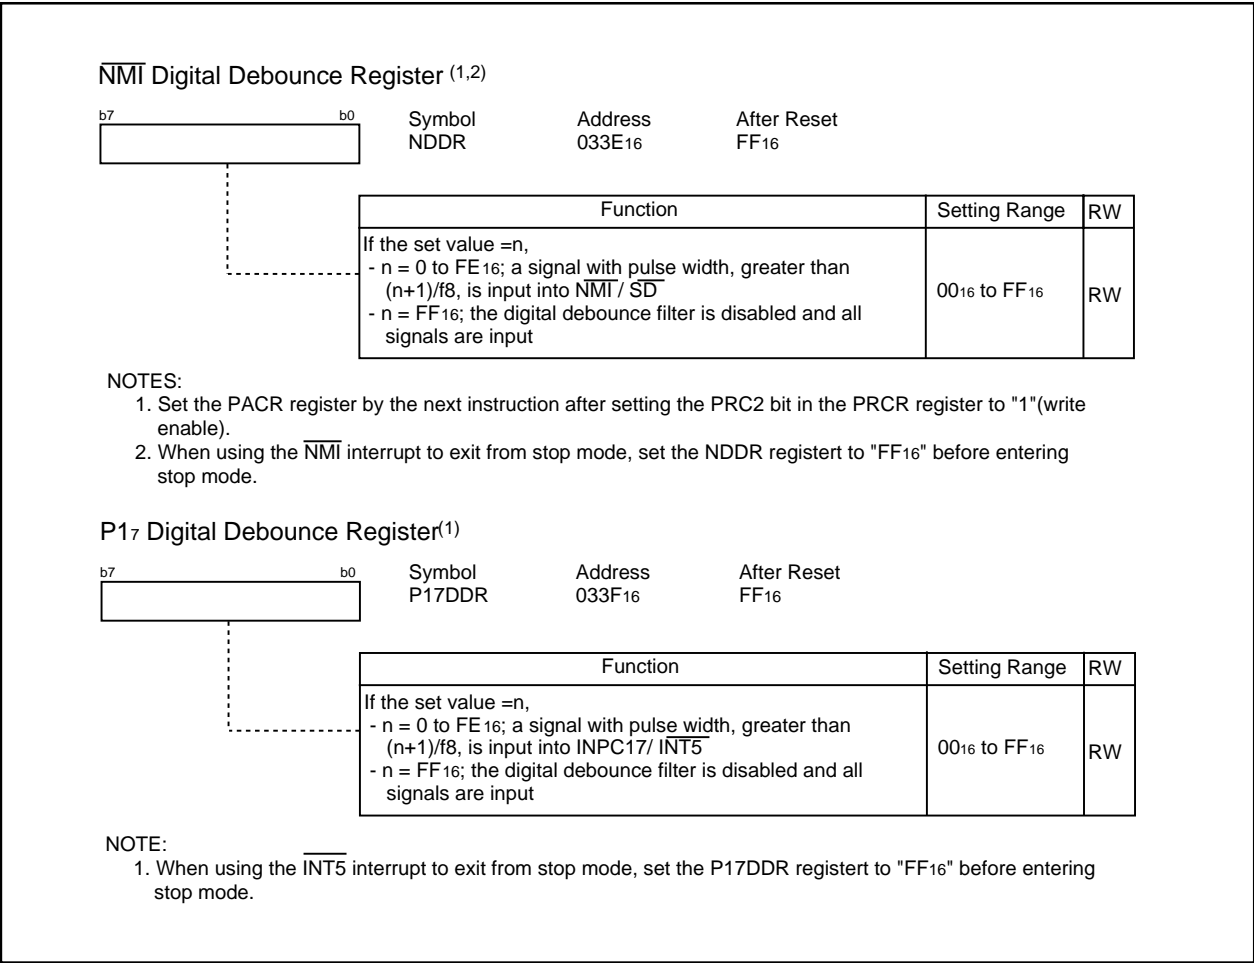 NMI Digital Debounce Register (1,2)
b7 b0 Symbol Address After Reset
NDDR 033E16 FF16
Function Setting Range RW
If the set value =n,
- n = 0 to FE16; a signal with pulse width, greater than
(n+1)/f8, is input into NMI / SD
- n = FF16; the digital debounce filter is disabled and all
signals are input
0016 to FF16 RW
NOTES:
1. Set the PACR register by the next instruction after setting the PRC2 bit in the PRCR register to "1"(write
enable).
2. When using the NMI interrupt to exit from stop mode, set the NDDR registert to "FF16" before entering
stop mode.
P17 Digital Debounce Register(1)
b7 b0 Symbol Address After Reset
P17DDR 033F16 FF16
Function Setting Range RW
If the set value =n,
- n = 0 to FE16; a signal with pulse width, greater than
(n+1)/f8, is input into INPC17/ INT5
- n = FF16; the digital debounce filter is disabled and all
signals are input
0016 to FF16 RW
NOTE:
1. When using the INT5 interrupt to exit from stop mode, set the P17DDR registert to "FF16" before entering
stop mode.